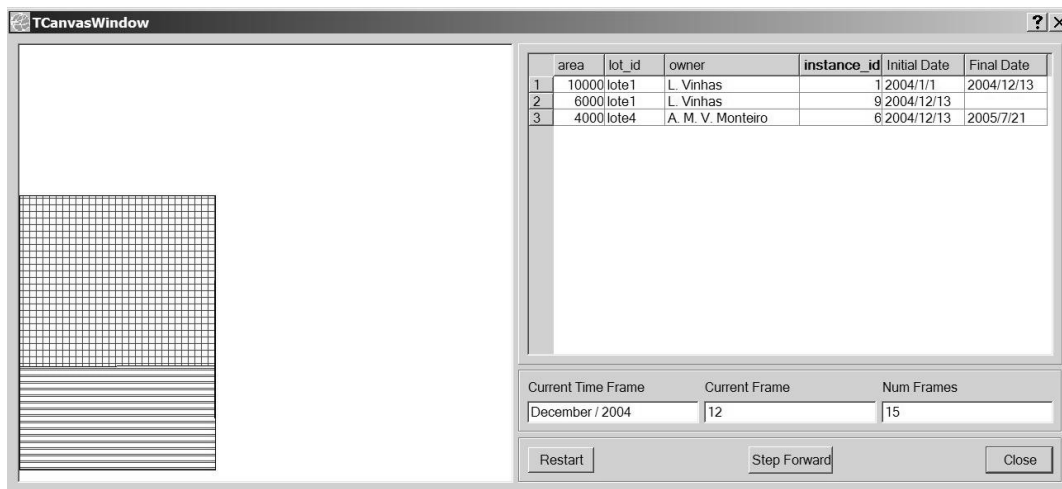 TCanvasWindow
area lot_id owner instance_id Initial Date Final Date
1 10000 lote1 L. Vinhas 1 2004/1/1 2004/12/13
2 6000 lote1 L. Vinhas 9 2004/12/13
3 4000 lote4 A. M. V. Monteiro 6 2004/12/13 2005/7/21
Current Time Frame Current Frame Num Frames
December / 2004 12 15
Restart Step Forward Close